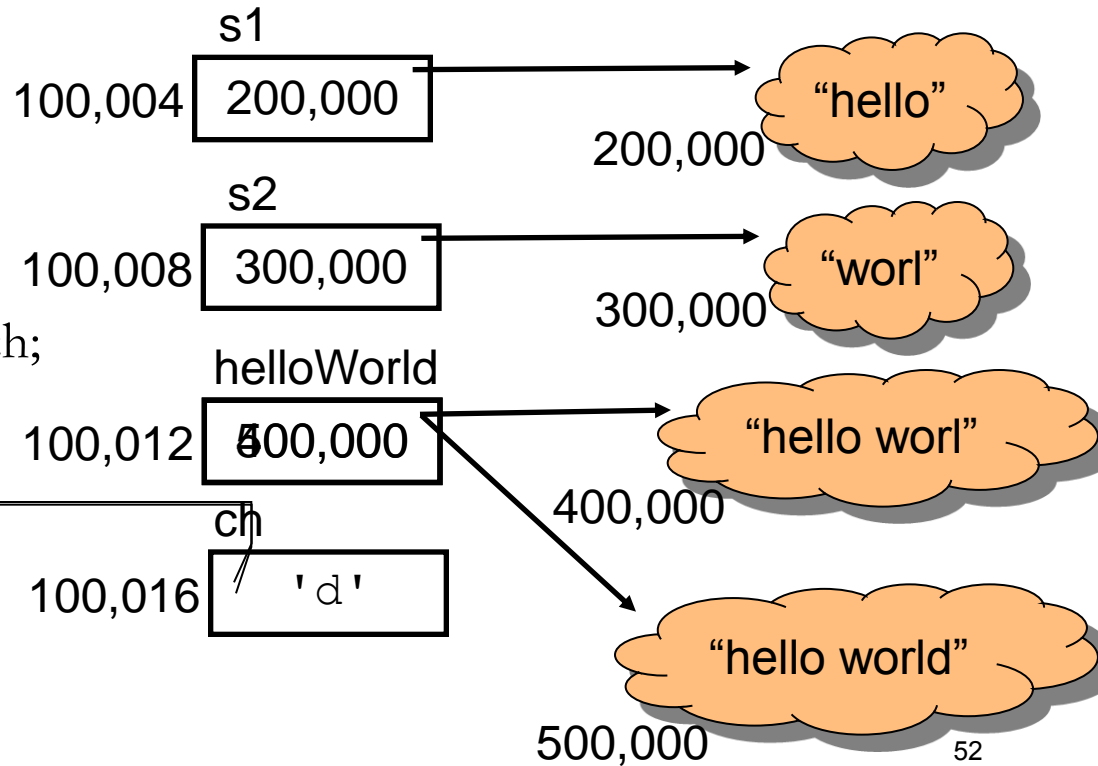 s1
100,004 200,000 “hello”
200,000
s2
100,008 300,000 “worl”
300,000
h;
helloWorld
100,012 “hello worl”
400,000
ch
100,016 'd'
“hello world”
500,000
52